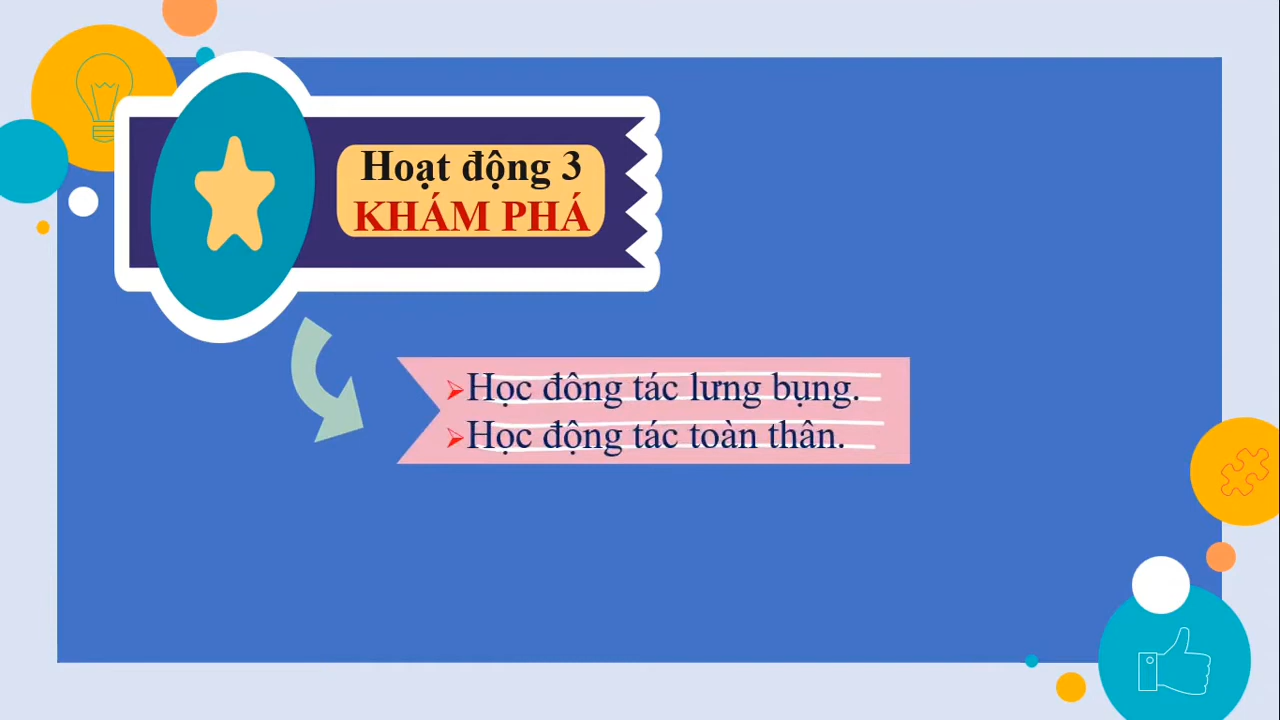 Hoạt động 3
KHÁM PHÁ
Học đông tác lưng bụng.
Học động tác toàn thân.